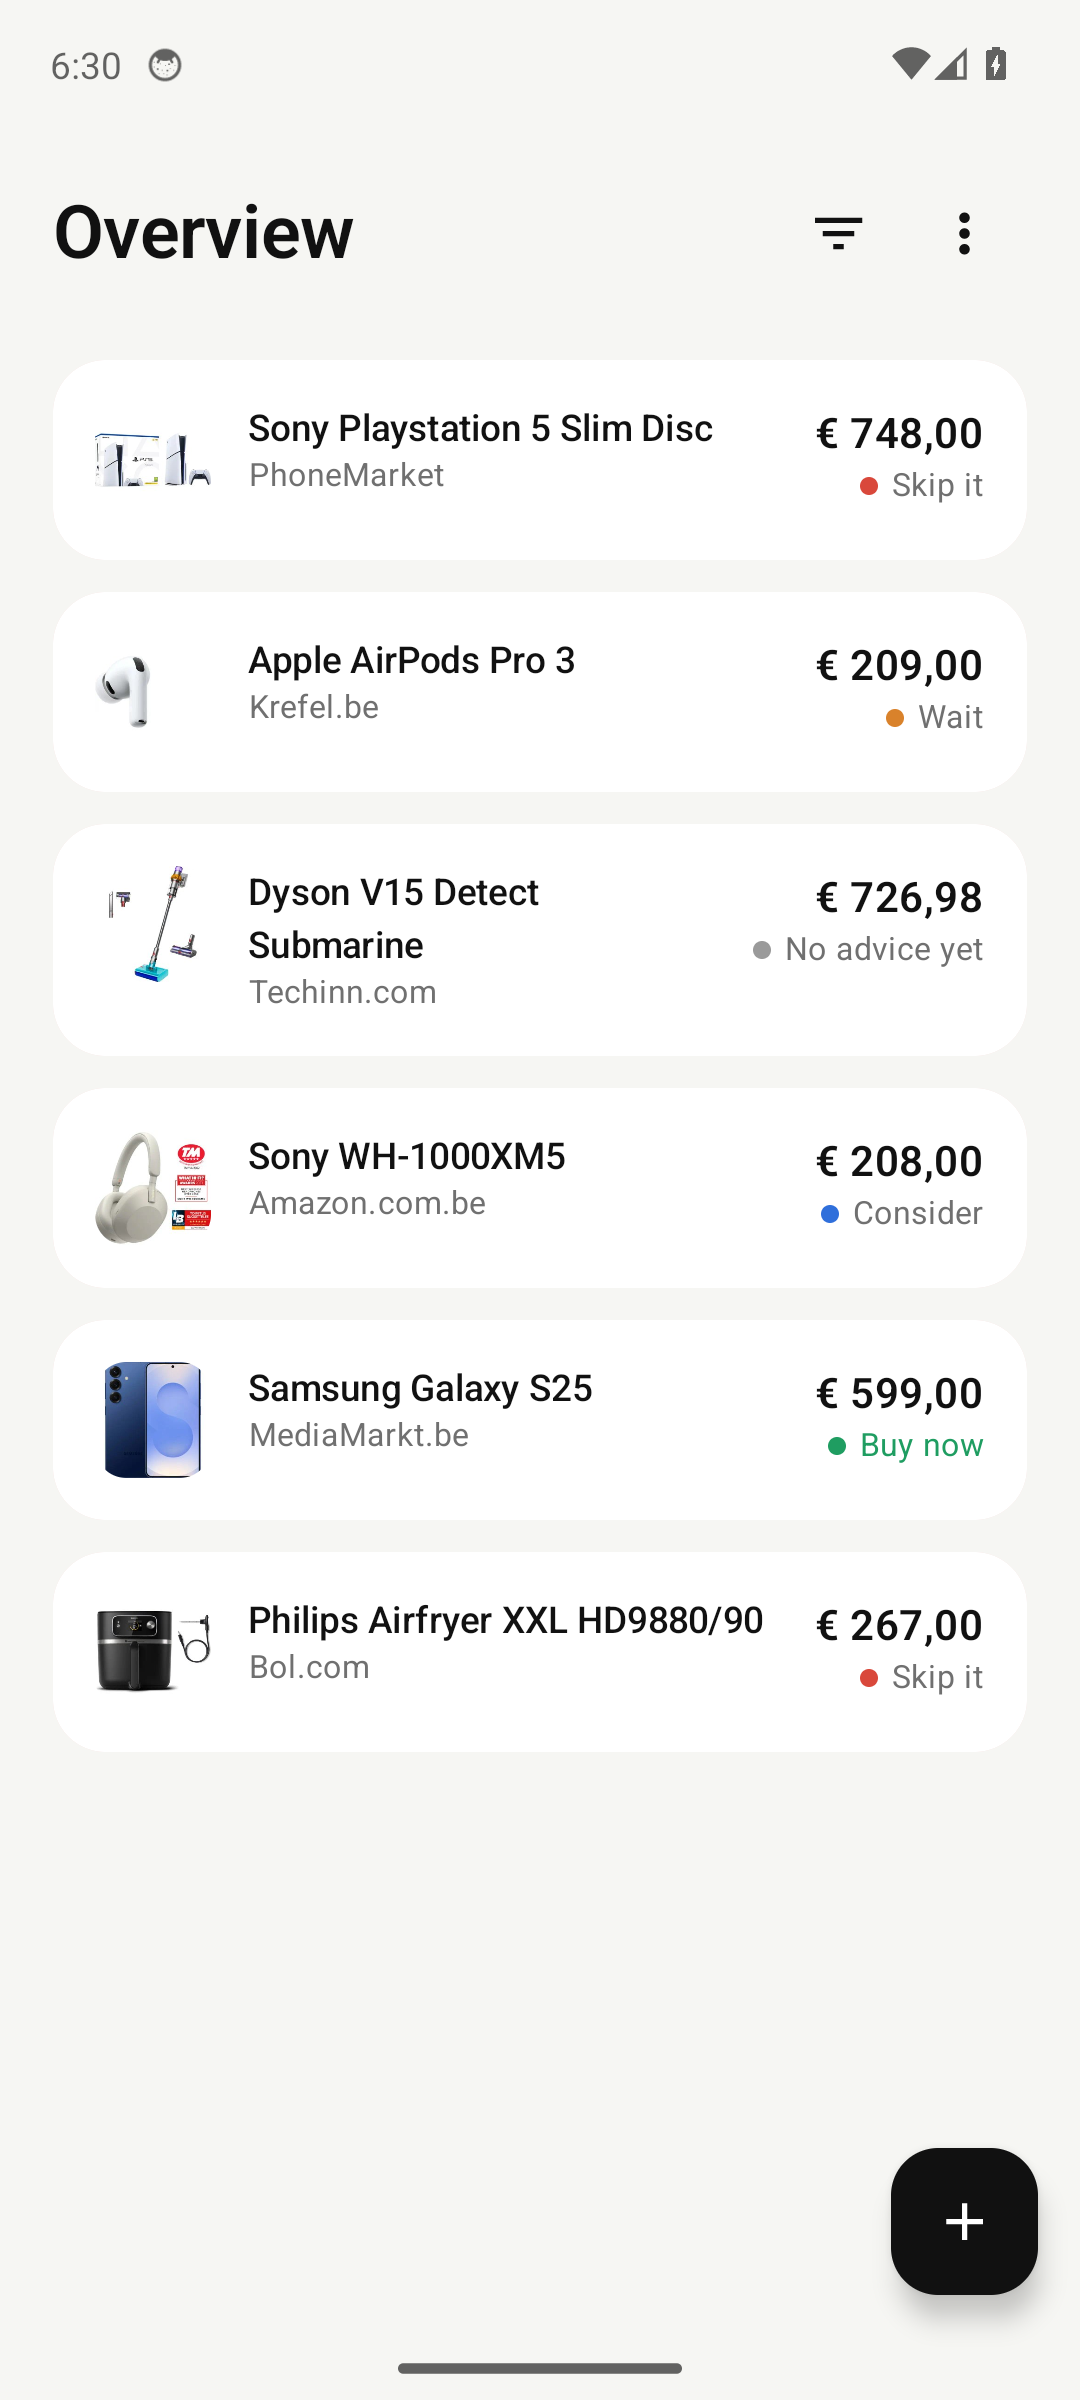 6:30
Overview
Sony Playstation 5 Slim Disc
PhoneMarket
€ 748,00
Skip it
Apple AirPods Pro 3
Krefel.be
€ 209,00
Wait
Dyson V15 Detect
Submarine
Techinn.com
€ 726,98
No advice yet
Sony WH-1000XM5
Amazon.com.be
€ 208,00
Consider
Samsung Galaxy S25
MediaMarkt.be
€ 599,00
Buy now
Philips Airfryer XXL HD9880/90
Bol.com
€ 267,00
Skip it